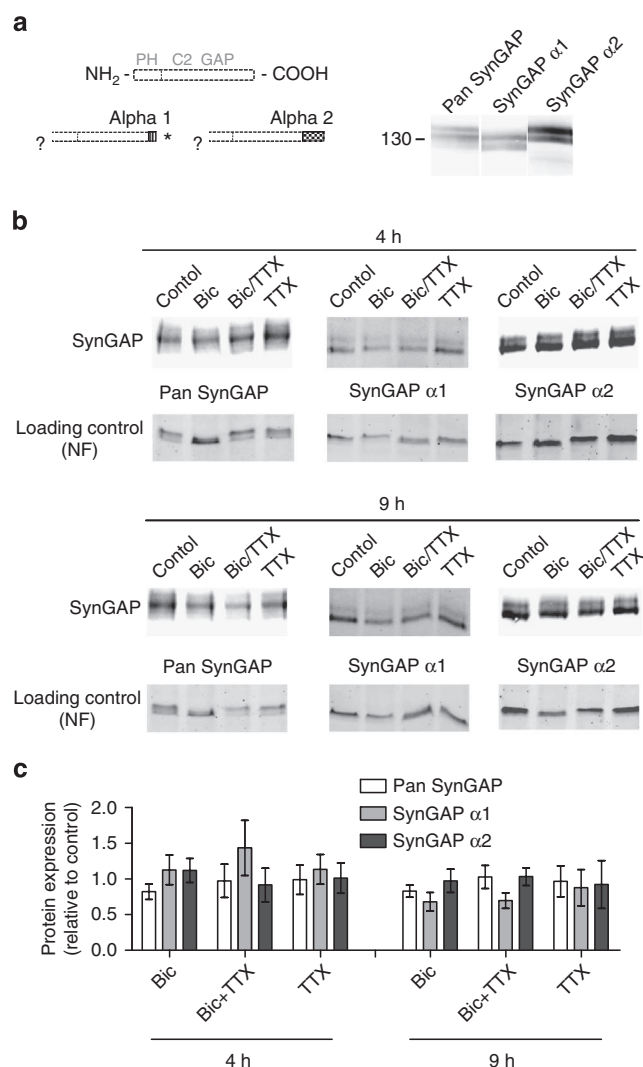 a
PH C2 GAP
NH2 - - COOH
Alpha 1 Alpha 2
? * ?
Pan SynGAP SynGAP α1 SynGAP α2
130
b
4 h
Contol Bic Bic/TTX TTX Contol Bic Bic/TTX TTX Contol Bic Bic/TTX TTX
SynGAP
Pan SynGAP SynGAP α1 SynGAP α2
Loading control
(NF)
9 h
Contol Bic Bic/TTX TTX Contol Bic Bic/TTX TTX Contol Bic Bic/TTX TTX
SynGAP
Pan SynGAP SynGAP α1 SynGAP α2
Loading control
(NF)
c
Pan SynGAP
SynGAP α1
SynGAP α2
Protein expression
(relative to control)
2.0
1.5
1.0
0.5
0.0
Bic Bic+TTX TTX Bic Bic+TTX TTX
4 h 9 h